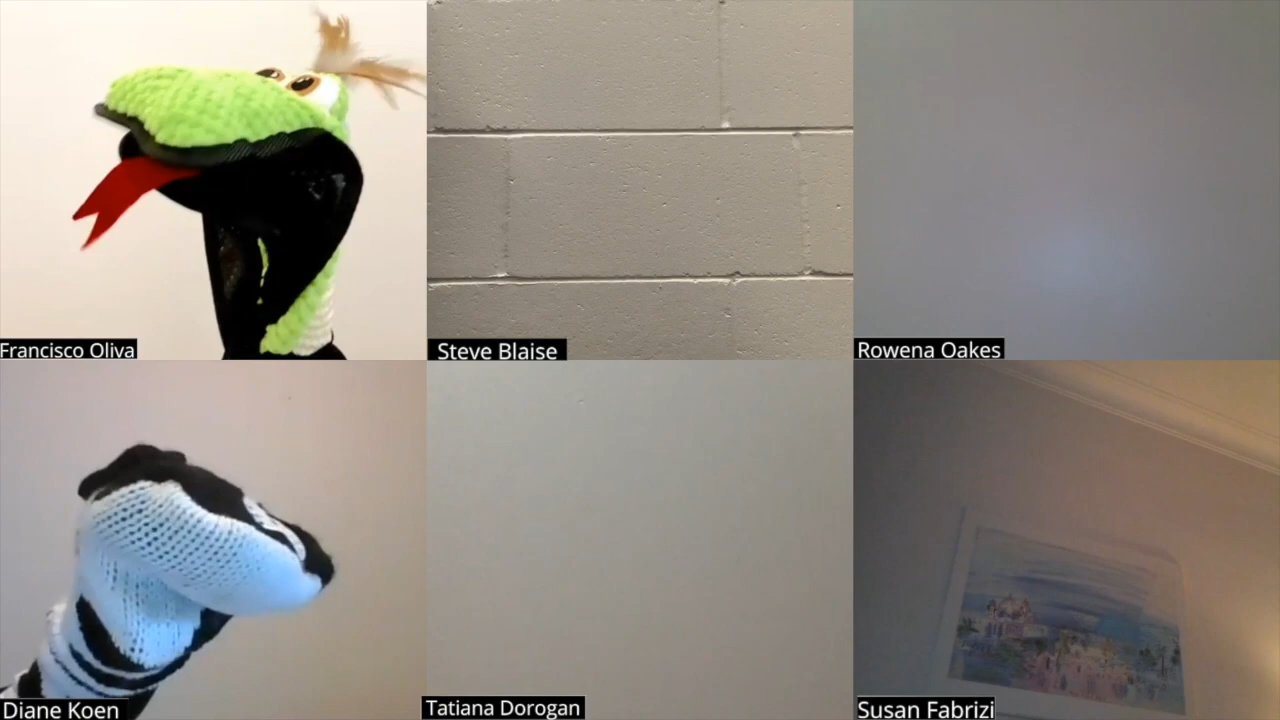 Francisco Oliva
Steve Blaise
Rowena Oakes
Diane Koen
Tatiana Dorogan
Susan Fabrizi